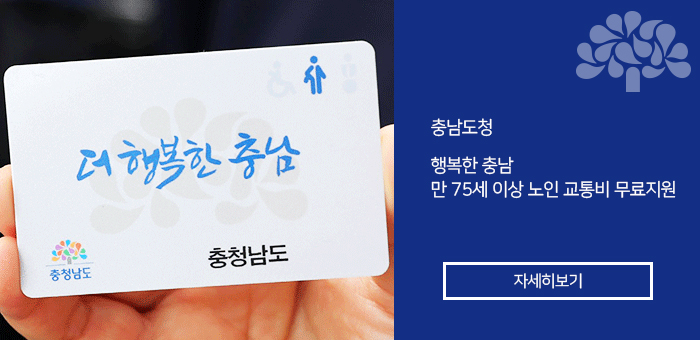 더 행복한 충남
충청남도
충청남도
충남도청
행복한 충남
만 75세 이상 노인 교통비 무료지원
자세히보기